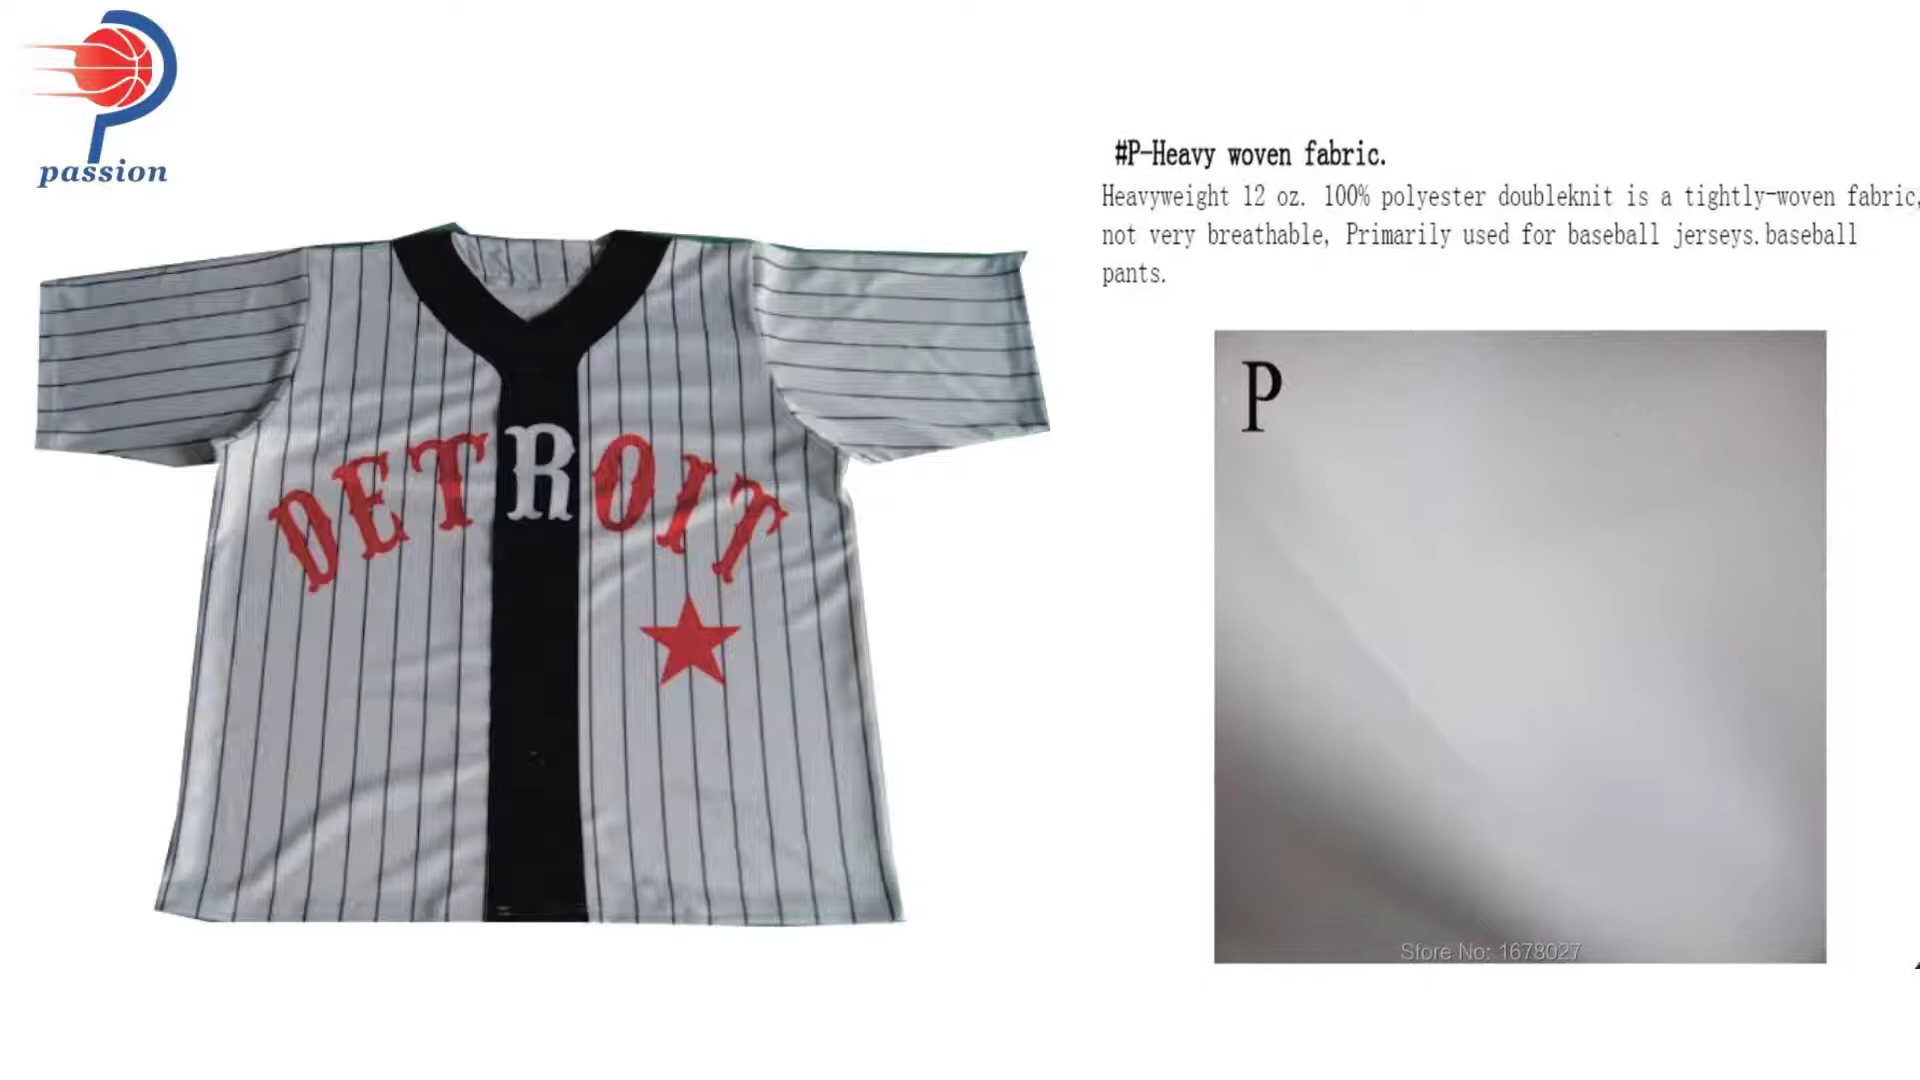 passion
#P-Heavy woven fabric.
Heavyweight 12 oz. 100% polyester doubleknit is a tightly-woven fabric,
not very breathable, Primarily used for baseball jerseys.baseball
pants.
DETROIT
P
Store No: 1678027